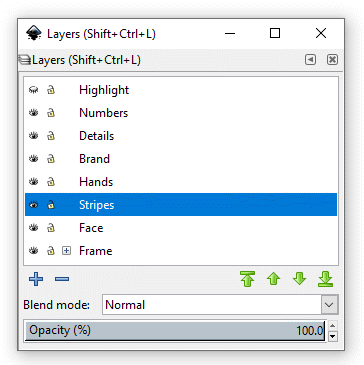 Layers (Shift+Ctrl+L)
Layers (Shift+Ctrl+L)
Highlight
Numbers
Details
Brand
Hands
Stripes
Face
Frame
Blend mode: Normal
Opacity (%) 100.0